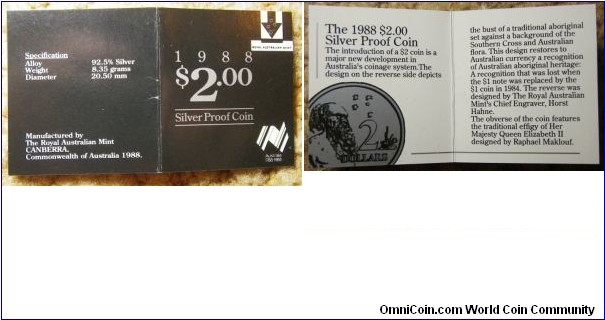 Specification
Alloy 92.5% Silver
Weight 8.35 grams
Diameter 20.50 mm
Manufactured by
The Royal Australian Mint
CANBERRA.
Commonwealth of Australia 1988.
ROYAL AUSTRALIAN MINT
1988
$2.00
Silver Proof Coin
AUSTRALIA
1788-1988
The 1988 $2.00
Silver Proof Coin
The introduction of a $2 coin is a
major new development in
Australia's coinage system.The
design on the reverse side depicts
2
DOLLARS
the bust of a traditional aboriginal
set against a background of the
Southern Cross and Australian
flora. This design restores to
Australian currency a recognition
of Australian aboriginal heritage:
A recognition that was lost when
the $1 note was replaced by the
$1 coin in 1984. The reverse was
designed by The Royal Australian
Mint's Chief Engraver, Horst
Hahne.
The obverse of the coin features
the traditional effigy of Her
Majesty Queen Elizabeth II
designed by Raphael Maklouf.
OmniCoin.com World Coin Community